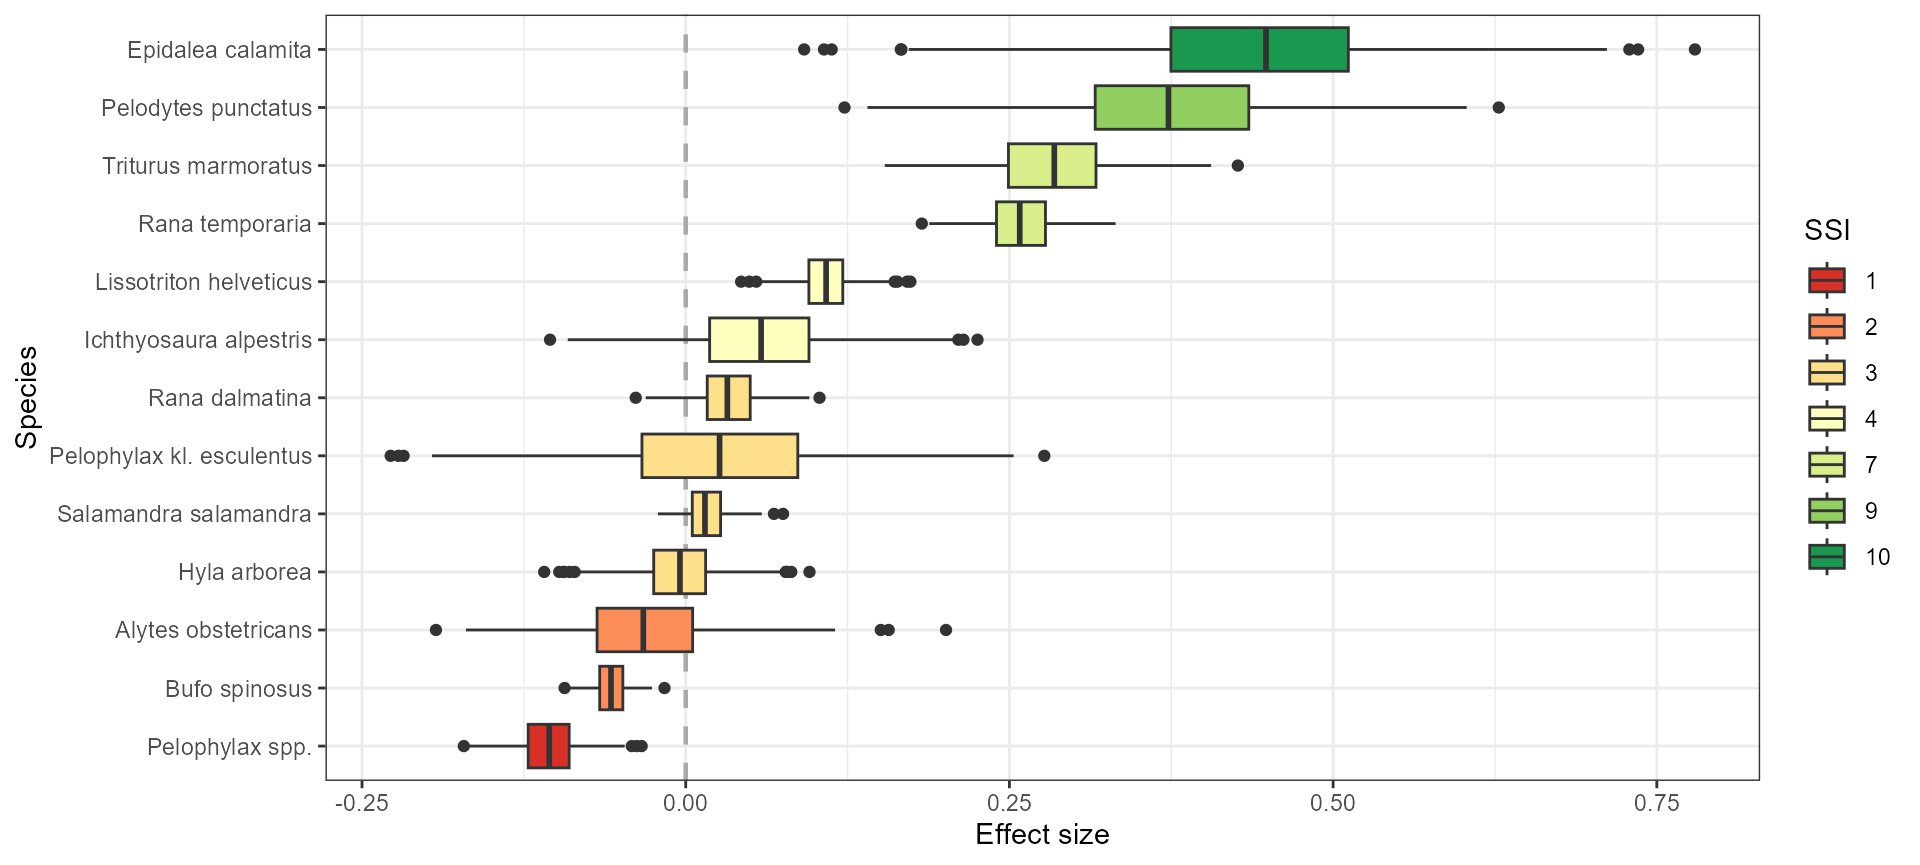 Species
Epidalea calamita
Pelodytes punctatus
Triturus marmoratus
Rana temporaria
Lissotriton helveticus
Ichthyosaura alpestris
Rana dalmatina
Pelophylax kl. esculentus
Salamandra salamandra
Hyla arborea
Alytes obstetricans
Bufo spinosus
Pelophylax spp.
-0.25 0.00 0.25 0.50 0.75
Effect size
SSI
1
2
3
4
7
9
10